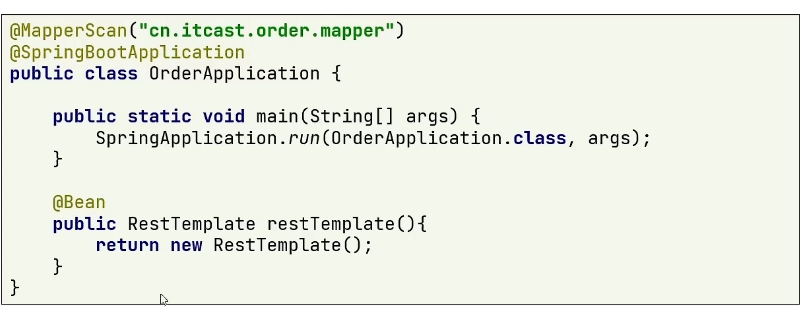 @MapperScan("cn.itcast.order.mapper")
@SpringBootApplication
public class OrderApplication {
public static void main(String[] args) {
SpringApplication.run(OrderApplication.class, args);
}
@Bean
public RestTemplate restTemplate(){
return new RestTemplate();
}
}